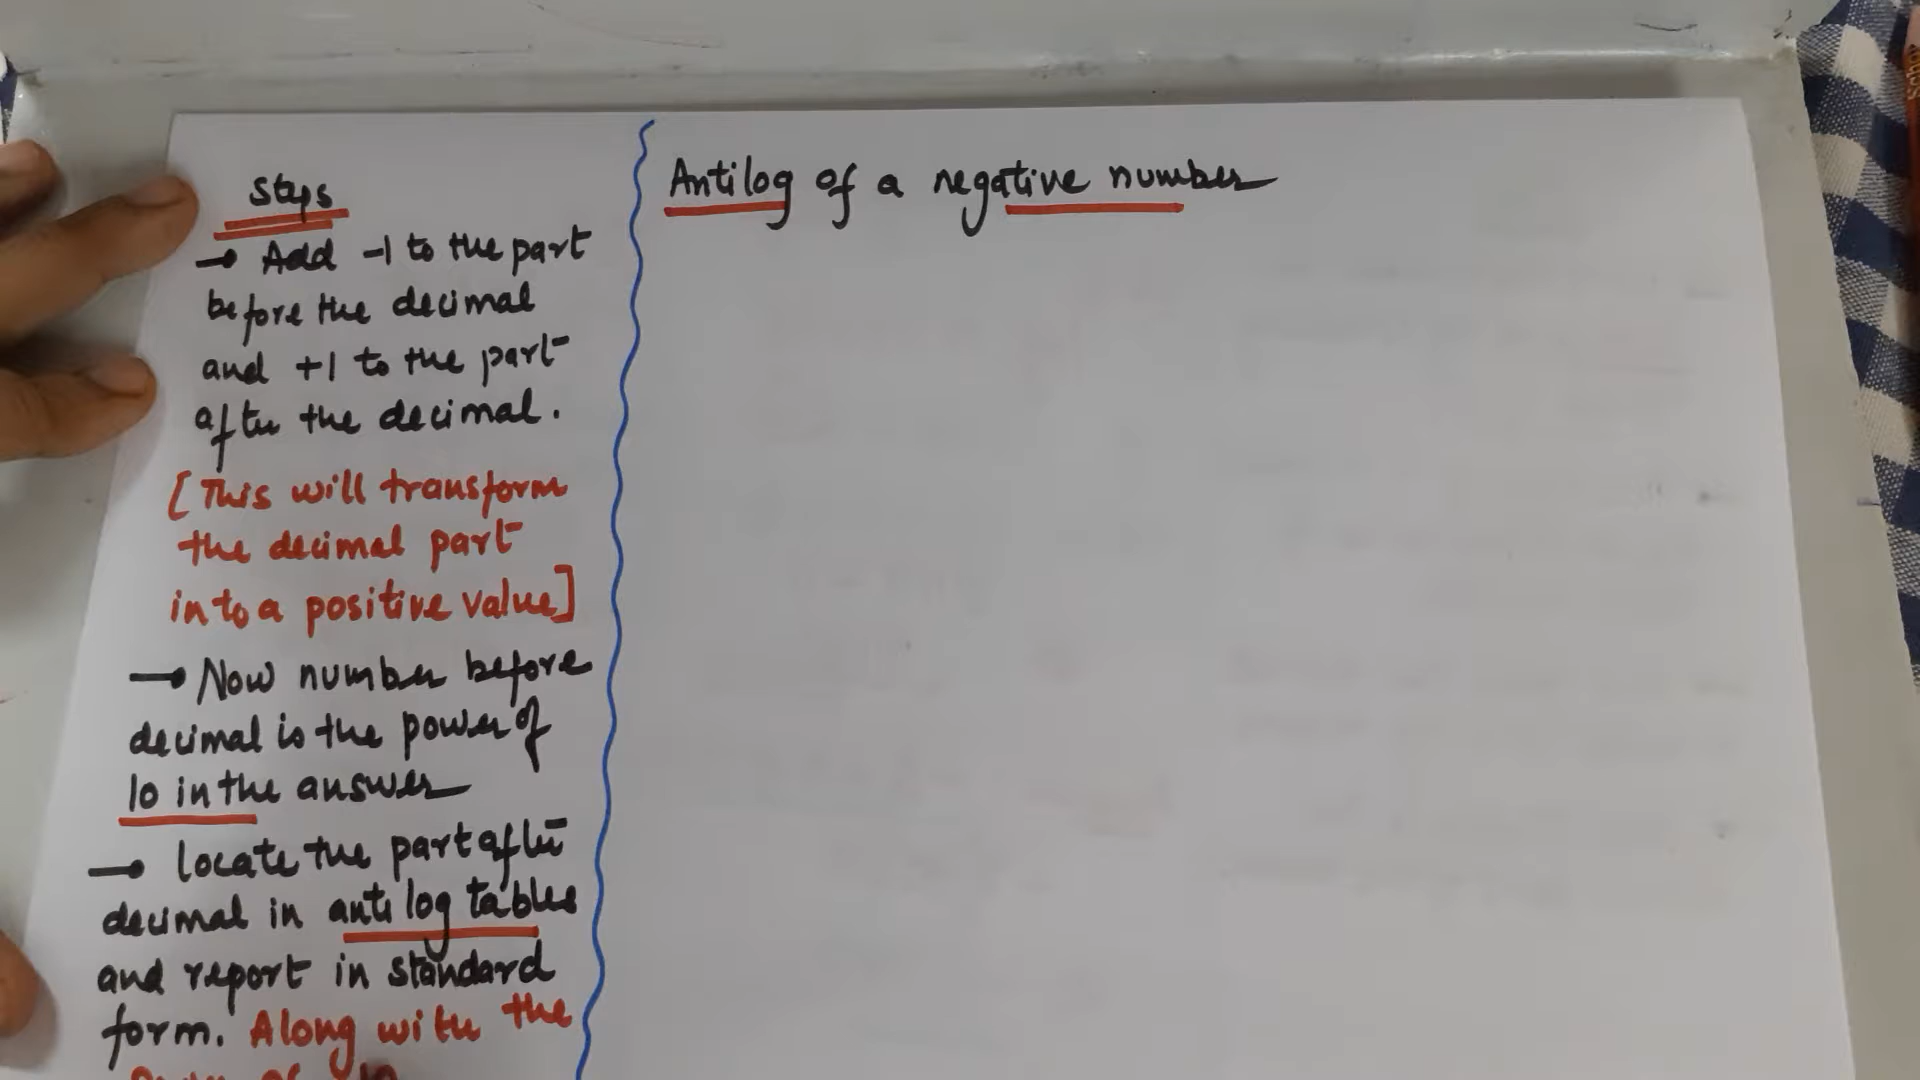 Steps
→ Add -1 to the part
before the decimal
and +1 to the part
after the decimal.
[This will transform
the decimal part
into a positive value]
→ Now number before
decimal is the power of
10 in the answer
→ Locate the part after
decimal in antilog tables
and report in standard
form. Along with the
Power of 10
Antilog of a negative number